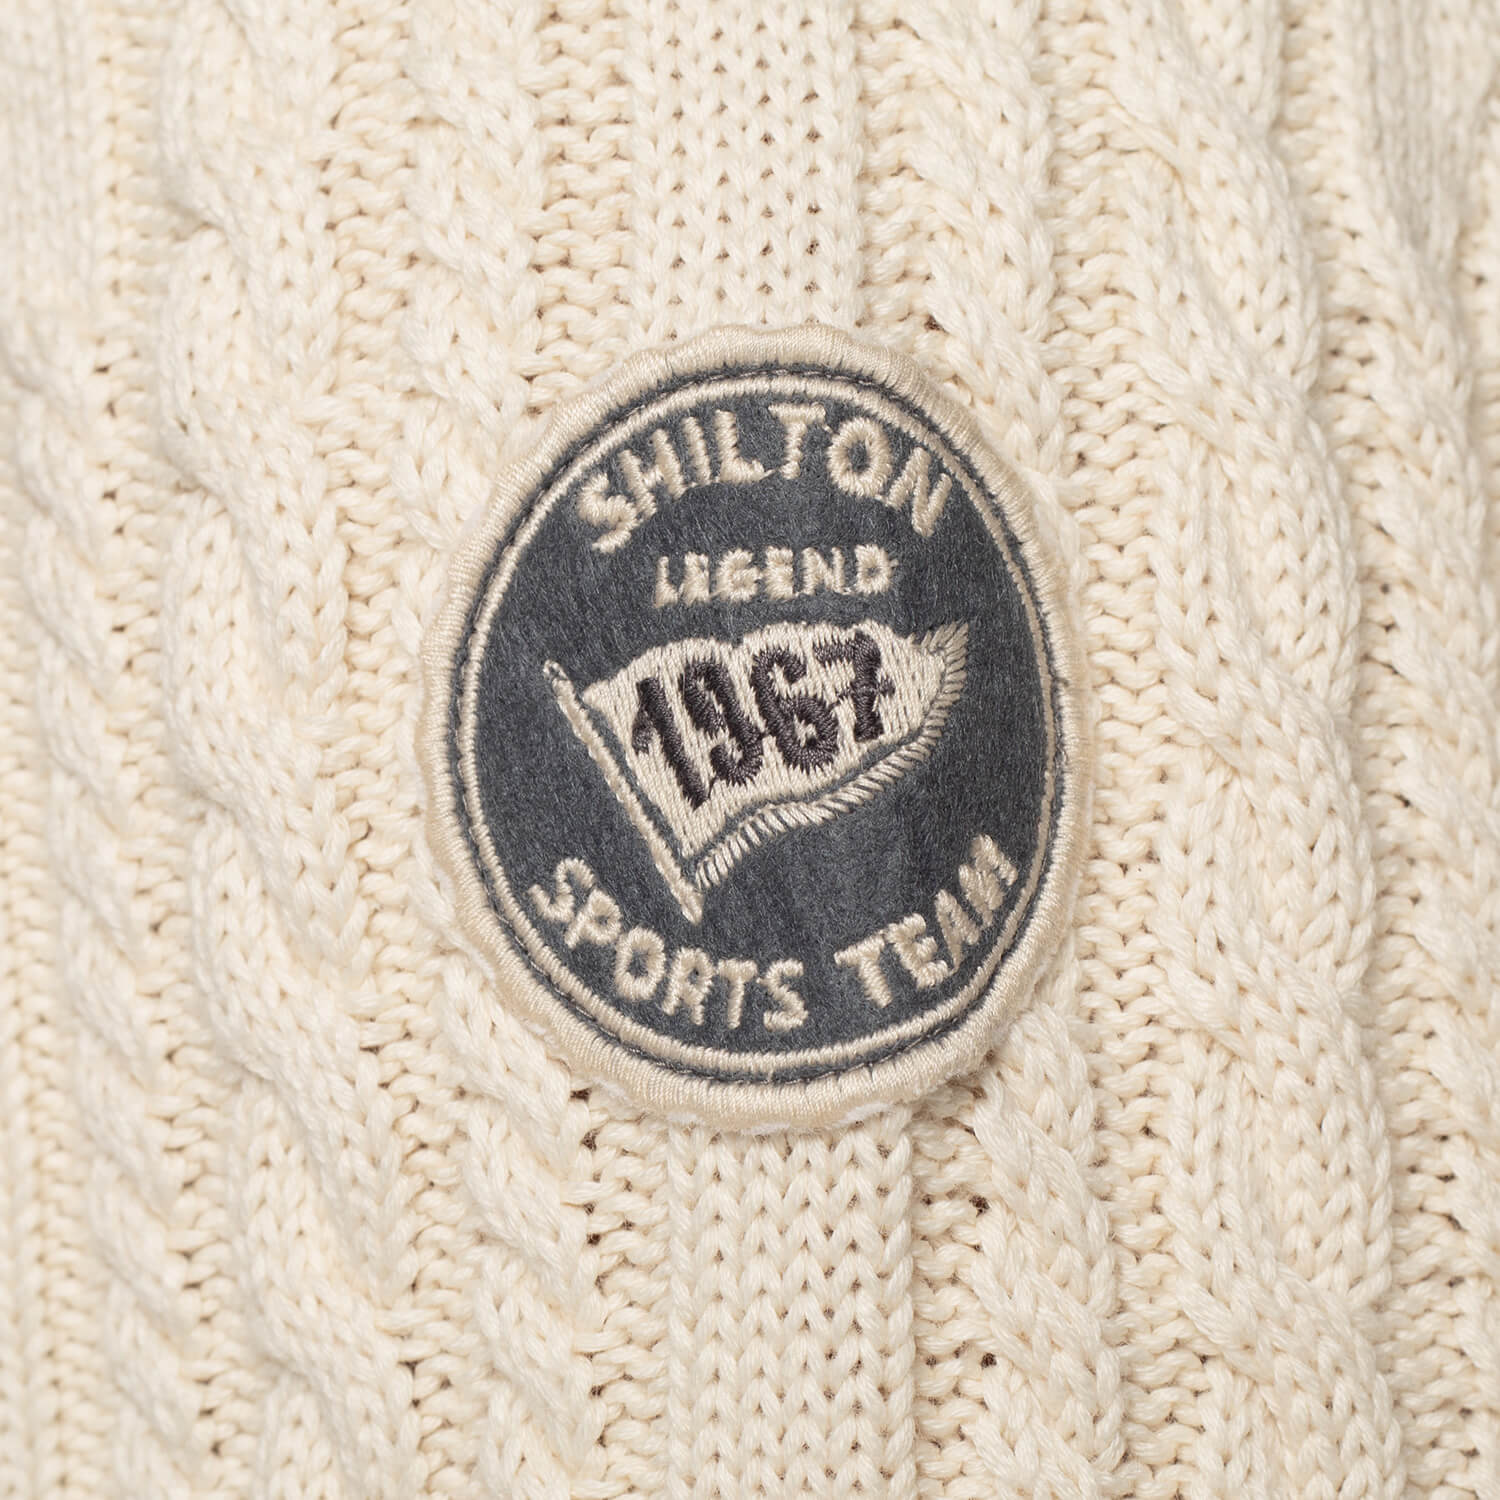 SHILTON
LEGEND
1967
SPORTS TEAM